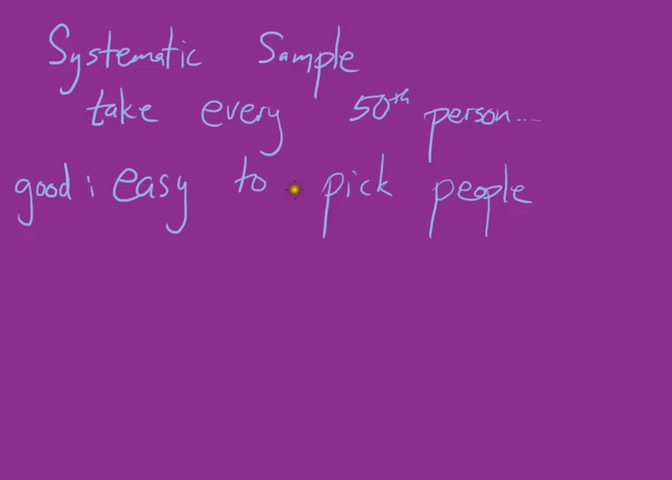 Systematic Sample
take every 50th person...
good: easy to pick people